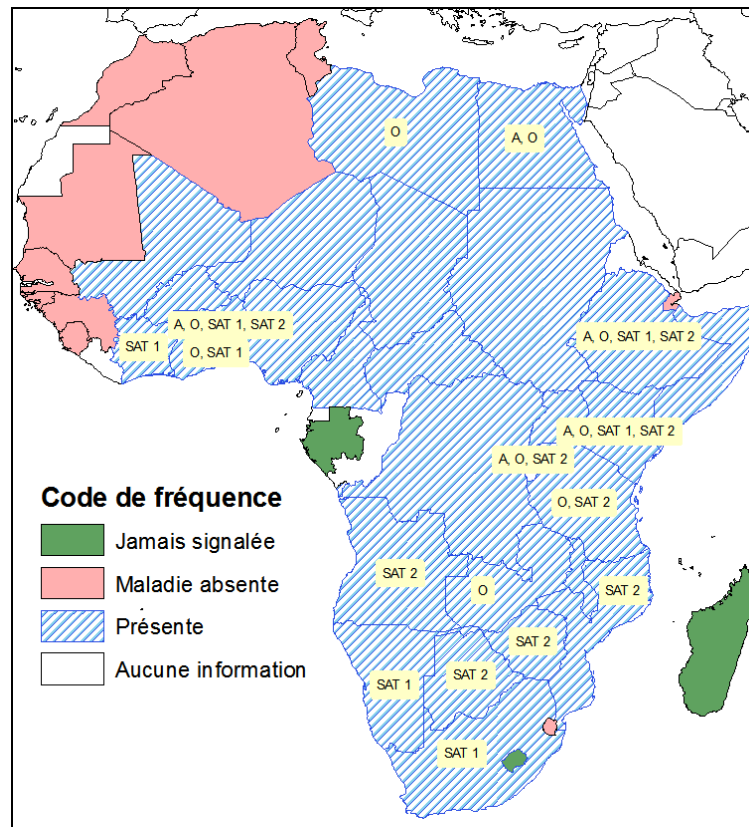 O
A, O
A, O, SAT 1, SAT 2
SAT 1
O, SAT 1
A, O, SAT 1, SAT 2
A, O, SAT 1, SAT 2
A, O, SAT 2
O, SAT 2
Code de fréquence
Jamais signalée
Maladie absente
Présente
Aucune information
SAT 2
O
SAT 2
SAT 2
SAT 2
SAT 1
SAT 1